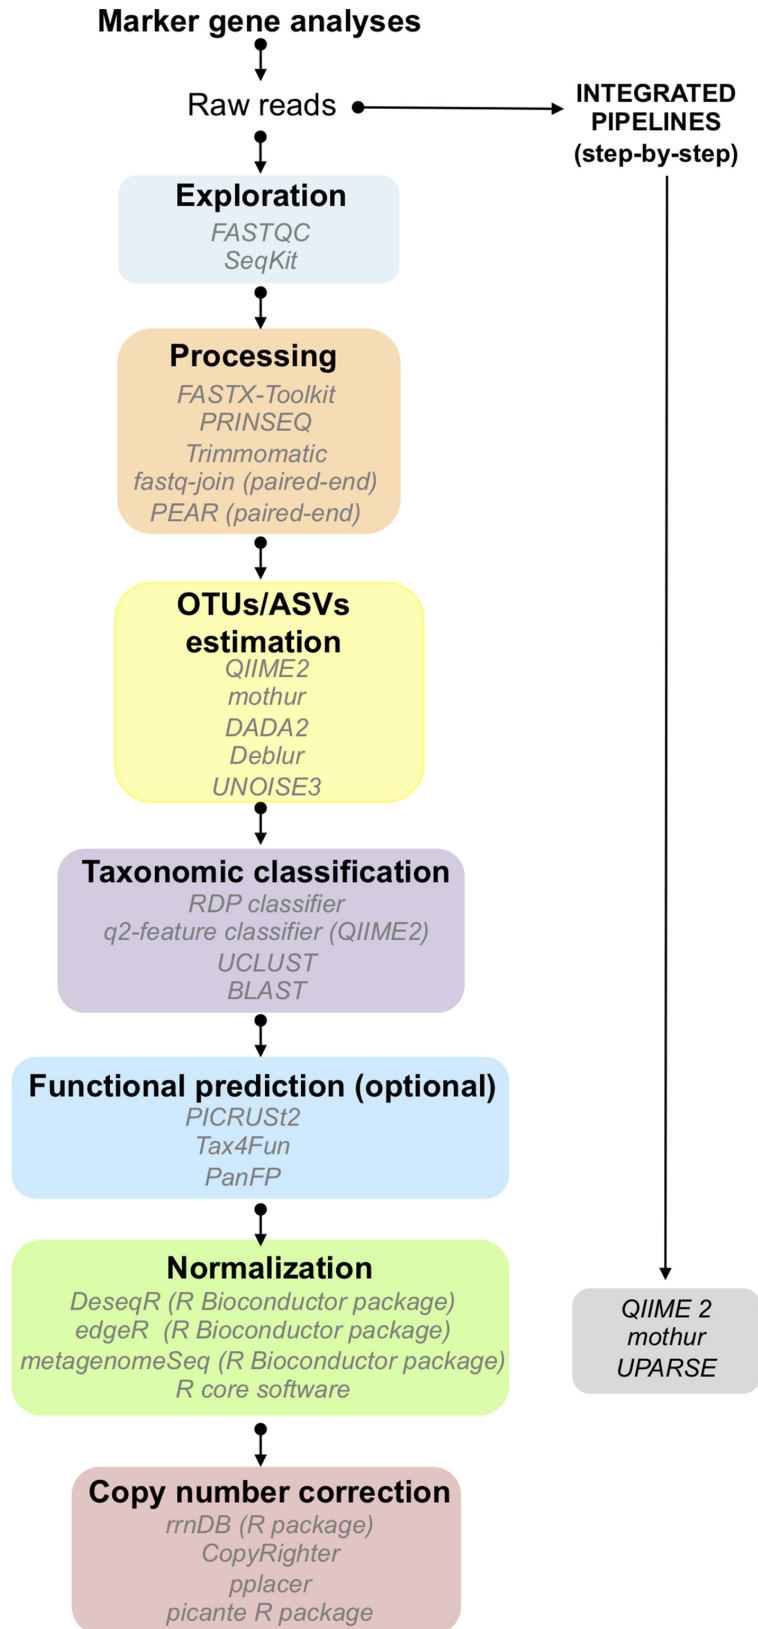 Marker gene analyses
Raw reads
INTEGRATED
PIPELINES
(step-by-step)
Exploration
FASTQC
SeqKit
Processing
FASTX-Toolkit
PRINSEQ
Trimmomatic
fastq-join (paired-end)
PEAR (paired-end)
OTUs/ASVs
estimation
QIIME2
mothur
DADA2
Deblur
UNOISE3
Taxonomic classification
RDP classifier
q2-feature classifier (QIIME2)
UCLUST
BLAST
Functional prediction (optional)
PICRUSt2
Tax4Fun
PanFP
Normalization
DeseqR (R Bioconductor package)
edgeR (R Bioconductor package)
metagenomeSeq (R Bioconductor package)
R core software
QIIME 2
mothur
UPARSE
Copy number correction
rrnDB (R package)
CopyRighter
pplacer
picante R package